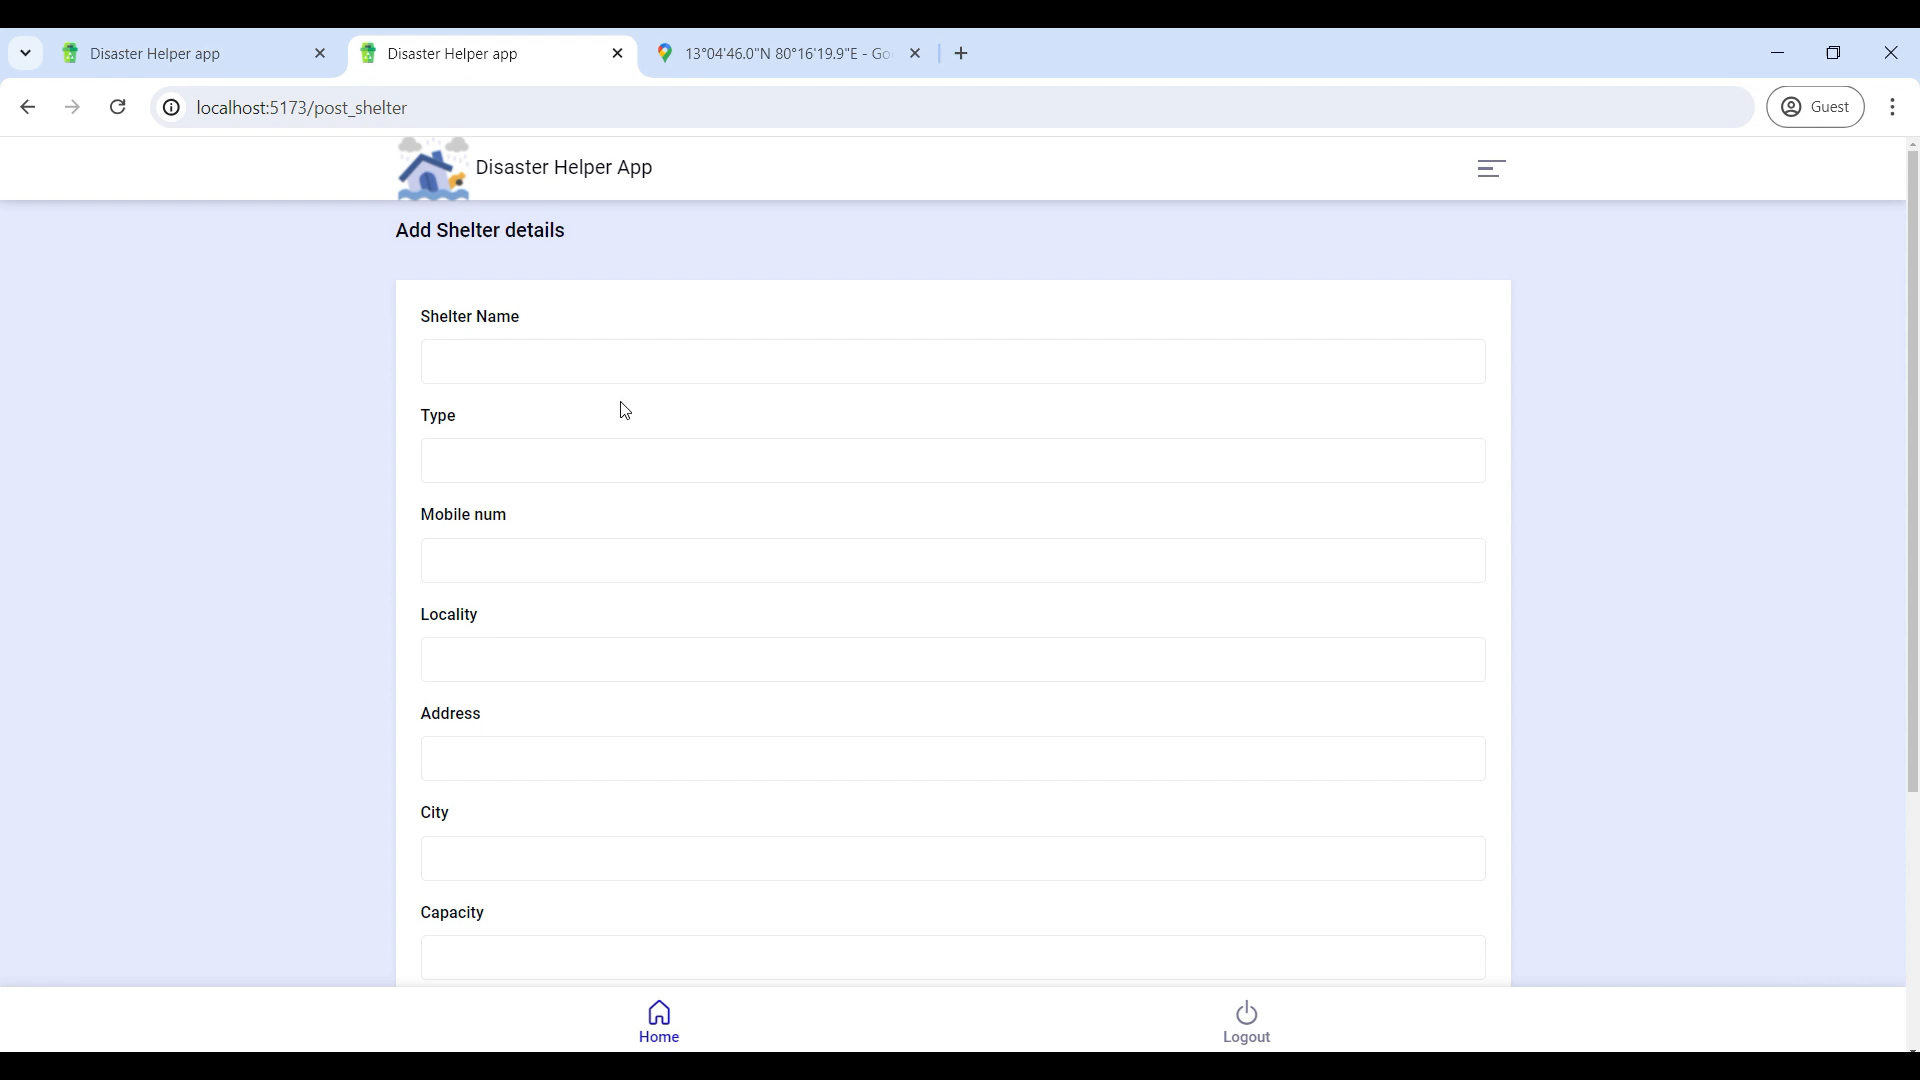 Disaster Helper app
Disaster Helper app
13°04'46.0"N 80°16'19.9"E - Go
localhost:5173/post_shelter
Guest
Disaster Helper App
Add Shelter details
Shelter Name
Type
Mobile num
Locality
Address
City
Capacity
Home
Logout